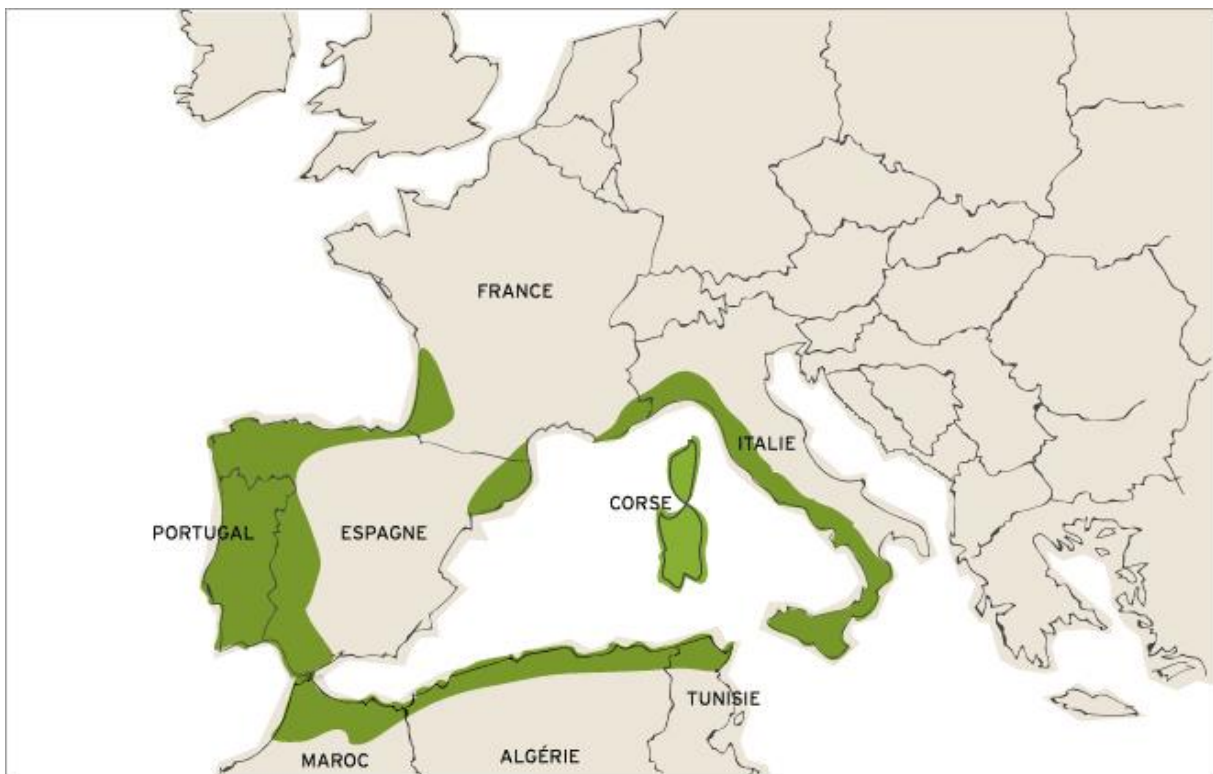 FRANCE
ITALIE
CORSE
PORTUGAL
ESPAGNE
TUNISIE
MAROC
ALGÉRIE